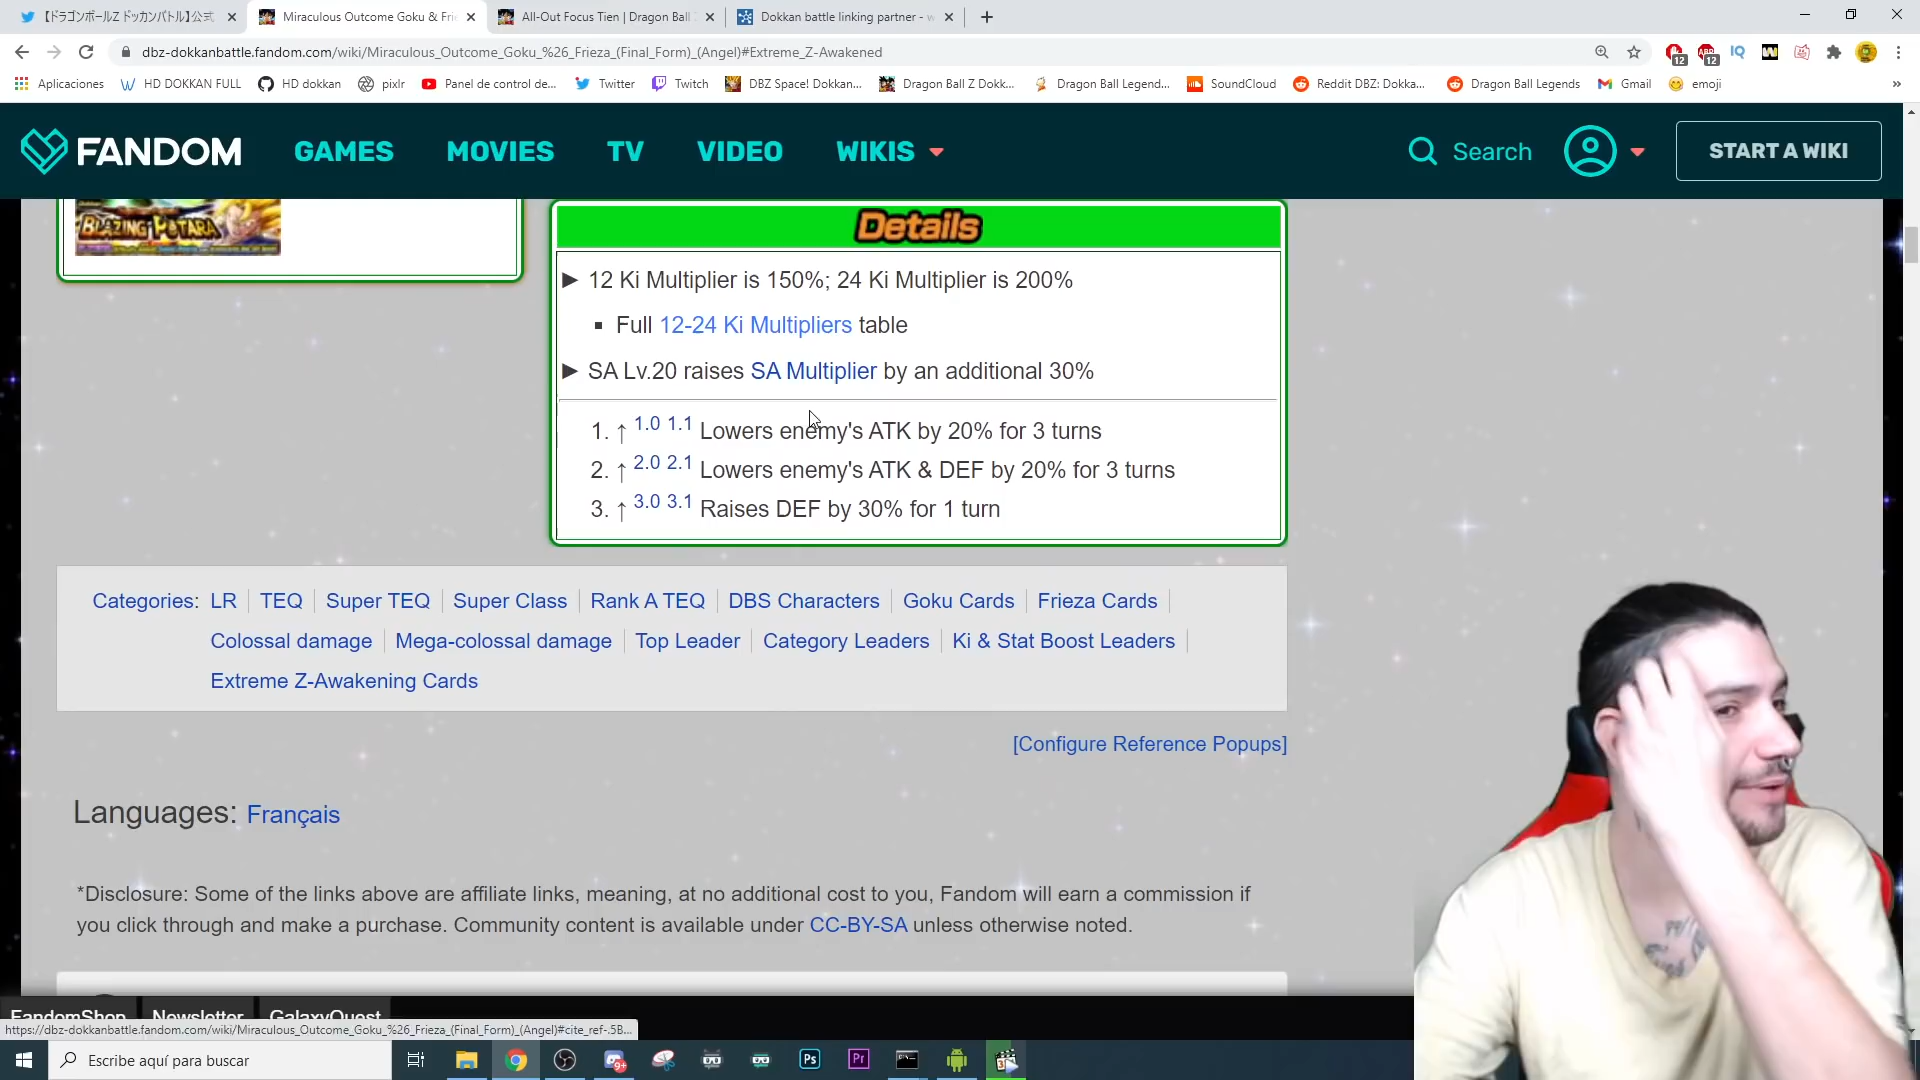 【ドラゴンボールZ ドッカンバトル】公式
Miraculous Outcome Goku & Frie
All-Out Focus Tien | Dragon Ball
Dokkan battle linking partner - w
dbz-dokkanbattle.fandom.com/wiki/Miraculous_Outcome_Goku_%26_Frieza_(Final_Form)_(Angel)#Extreme_Z-Awakened
12
ABP
12
IQ
Aplicaciones
HD DOKKAN FULL
HD dokkan
pixlr
Panel de control de...
Twitter
Twitch
DBZ Space! Dokkan...
Dragon Ball Z Dokk...
Dragon Ball Legend...
SoundCloud
Reddit DBZ: Dokka...
Dragon Ball Legends
Gmail
emoji
»
FANDOM
GAMES
MOVIES
TV
VIDEO
WIKIS
Search
START A WIKI
BLAZING POTARA
Details
► 12 Ki Multiplier is 150%; 24 Ki Multiplier is 200%
▪ Full 12-24 Ki Multipliers table
► SA Lv.20 raises SA Multiplier by an additional 30%
1. ↑ 1.0 1.1 Lowers enemy's ATK by 20% for 3 turns
2. ↑ 2.0 2.1 Lowers enemy's ATK & DEF by 20% for 3 turns
3. ↑ 3.0 3.1 Raises DEF by 30% for 1 turn
Categories: LR | TEQ | Super TEQ | Super Class | Rank A TEQ | DBS Characters | Goku Cards | Frieza Cards |
Colossal damage | Mega-colossal damage | Top Leader | Category Leaders | Ki & Stat Boost Leaders |
Extreme Z-Awakening Cards
[Configure Reference Popups]
Languages: Français
*Disclosure: Some of the links above are affiliate links, meaning, at no additional cost to you, Fandom will earn a commission if
you click through and make a purchase. Community content is available under CC-BY-SA unless otherwise noted.
FandomShop
Newsletter
GalaxyQuest
https://dbz-dokkanbattle.fandom.com/wiki/Miraculous_Outcome_Goku_%26_Frieza_(Final_Form)_(Angel)#cite_ref-.5B...
Escribe aquí para buscar
9+
Ps
Pr